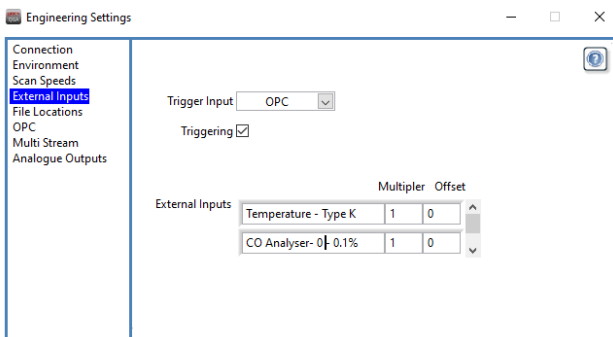 Engineering Settings
Connection
Environment
Scan Speeds
External Inputs
File Locations
OPC
Multi Stream
Analogue Outputs
Trigger Input OPC
Triggering
Multipler Offset
External Inputs
Temperature - Type K 1 0
CO Analyser- 0- 0.1% 1 0